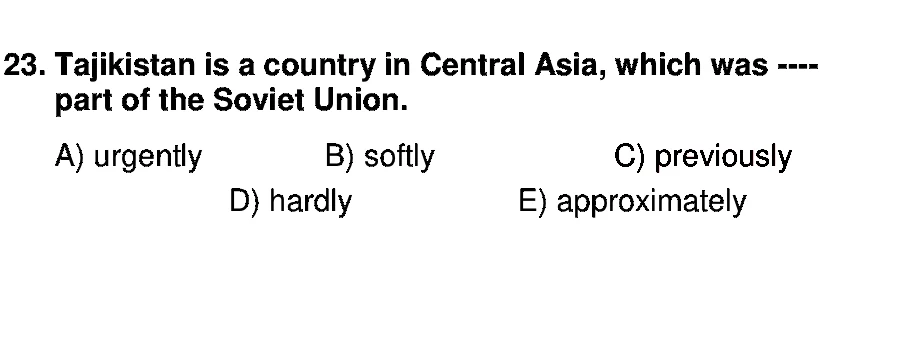 23. Tajikistan is a country in Central Asia, which was ----
part of the Soviet Union.
A) urgently B) softly C) previously
D) hardly E) approximately